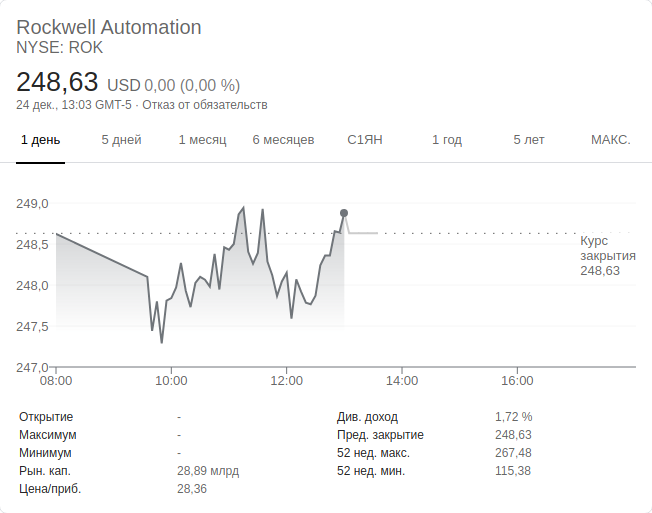 Rockwell Automation
NYSE: ROK
248,63 USD 0,00 (0,00 %)
24 дек., 13:03 GMT-5 · Отказ от обязательств
1 день 5 дней 1 месяц 6 месяцев С1ЯН 1 год 5 лет МАКС.
249,0
248,5
248,0
247,5
247,0
Курс
закрытия
248,63
08:00 10:00 12:00 14:00 16:00
Открытие - Див. доход 1,72 %
Максимум - Пред. закрытие 248,63
Минимум - 52 нед. макс. 267,48
Рын. кап. 28,89 млрд 52 нед. мин. 115,38
Цена/приб. 28,36